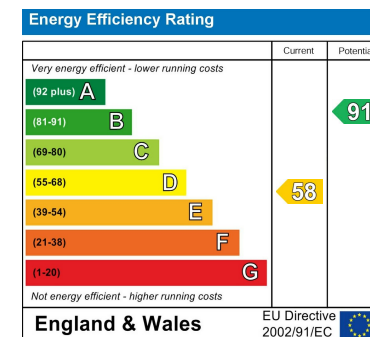 Energy Efficiency Rating
Current
Potentia
Very energy efficient - lower running costs
(92 plus) A
(81-91) B
91
(69-80) C
(55-68) D
58
(39-54) E
(21-38) F
(1-20) G
Not energy efficient - higher running costs
England & Wales
EU Directive
2002/91/EC